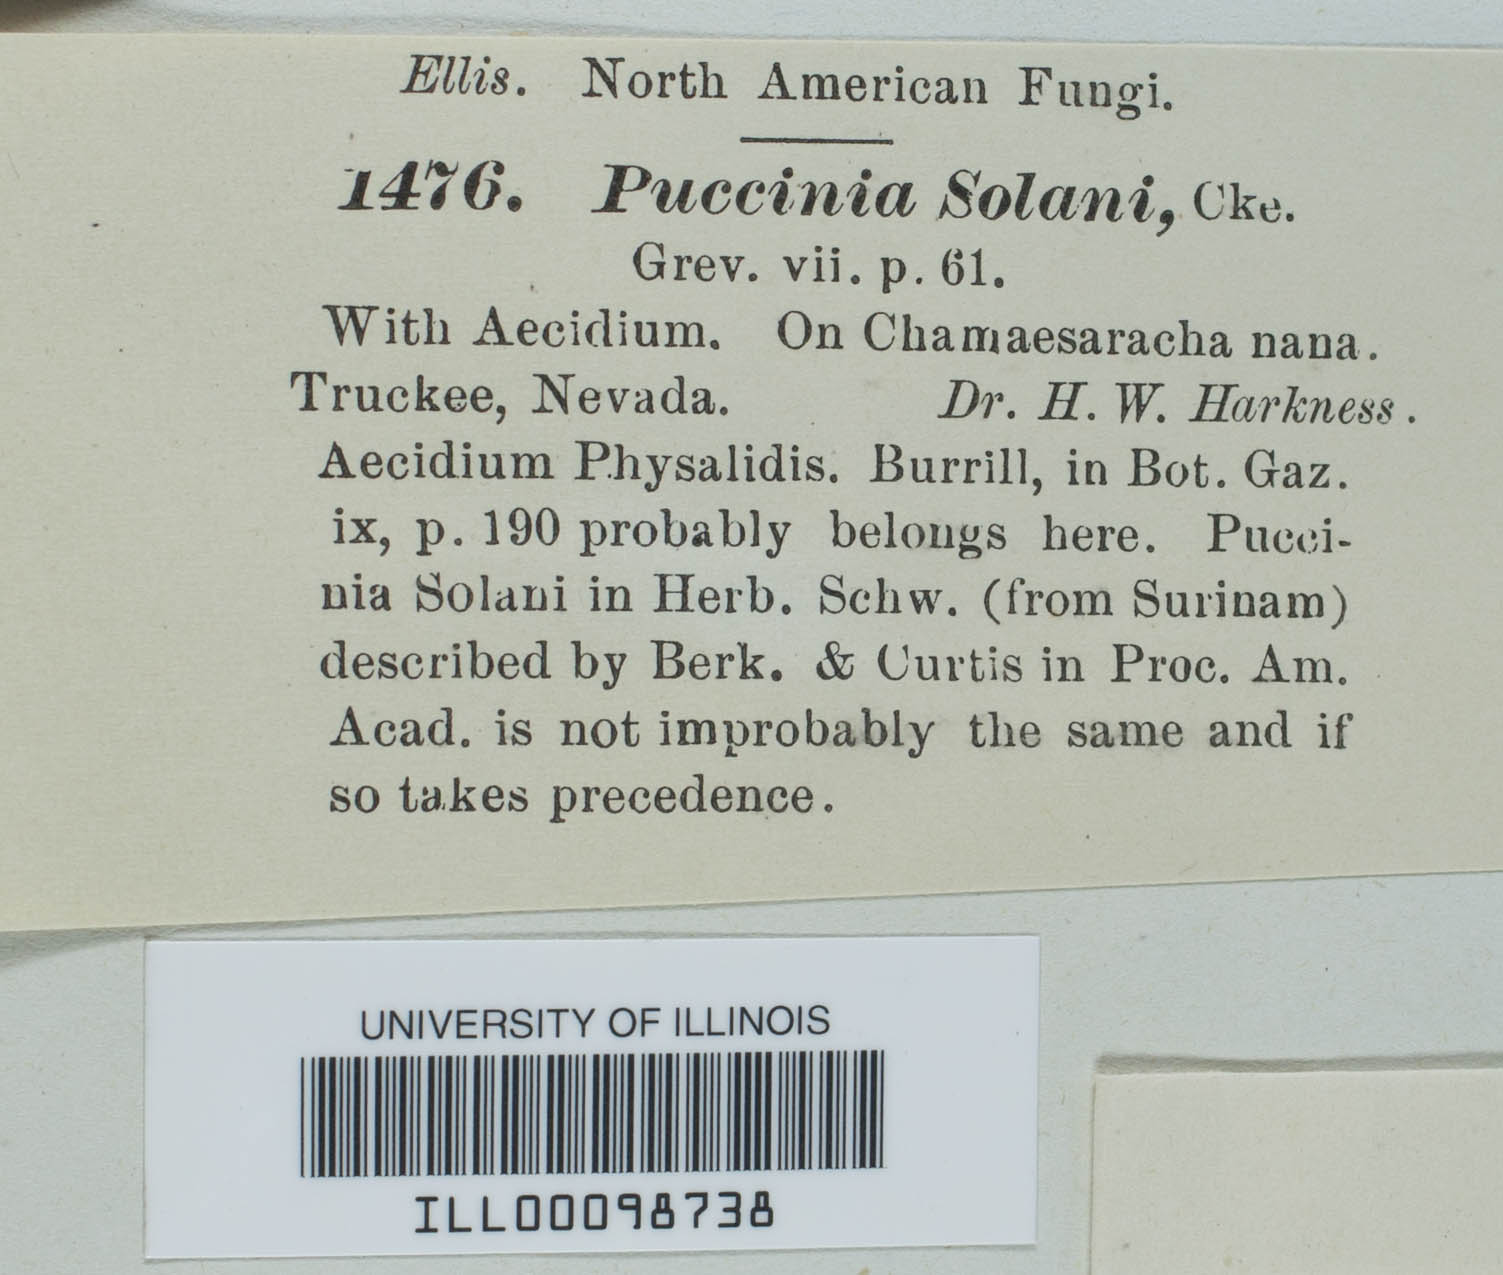 Ellis. North American Fungi.
1476. Puccinia Solani, Cke.
Grev. vii. p. 61.
With Aecidium. On Chamaesaracha nana.
Truckee, Nevada. Dr. H. W. Harkness.
Aecidium Physalidis. Burrill, in Bot. Gaz.
ix, p. 190 probably belongs here. Pucci-
nia Solani in Herb. Schw. (from Surinam)
described by Berk. & Curtis in Proc. Am.
Acad. is not improbably the same and if
so takes precedence.
UNIVERSITY OF ILLINOIS
ILL00098738